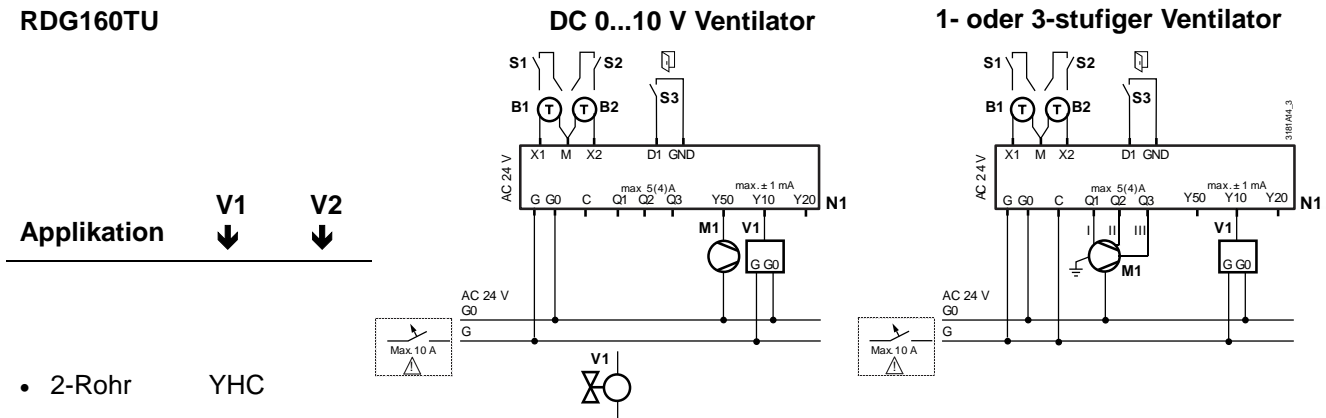 RDG160TU
DC 0...10 V Ventilator
1- oder 3-stufiger Ventilator
S1 S2 S3
B1 T T B2
X1 M X2 D1 GND
AC 24 V
max 5(4)A max. ± 1 mA
G G0 C Q1 Q2 Q3 Y50 Y10 Y20 N1
M1 V1
G G0
AC 24 V
G0
G
Max.10 A
V1
S1 S2 S3
B1 T T B2
3181A14_3
X1 M X2 D1 GND
AC 24 V
max 5(4)A max. ± 1 mA
G G0 C Q1 Q2 Q3 Y50 Y10 Y20 N1
I II III
M1 V1
G G0
AC 24 V
G0
G
Max.10 A
V1 V2
Applikation
• 2-Rohr YHC